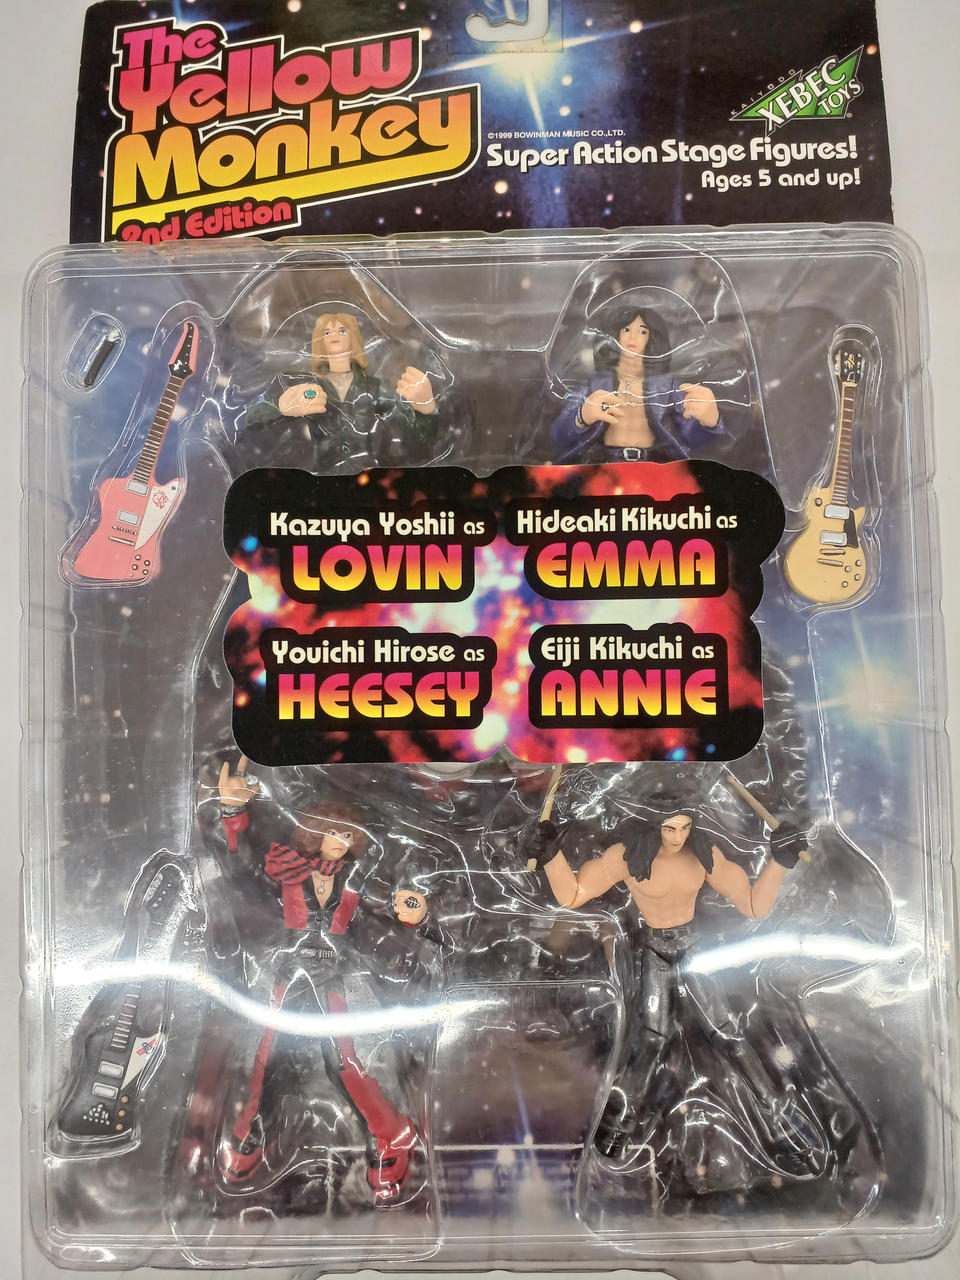 The
Yellow
Monkey
2nd Edition
KAIYODO
XEBEC
TOYS
©1999 BOWINMAN MUSIC CO.,LTD.
Super Action Stage Figures!
Ages 5 and up!
Kazuya Yoshii as
LOVIN
Hideaki Kikuchi as
EMMA
Youichi Hirose as
HEESEY
Eiji Kikuchi as
ANNIE